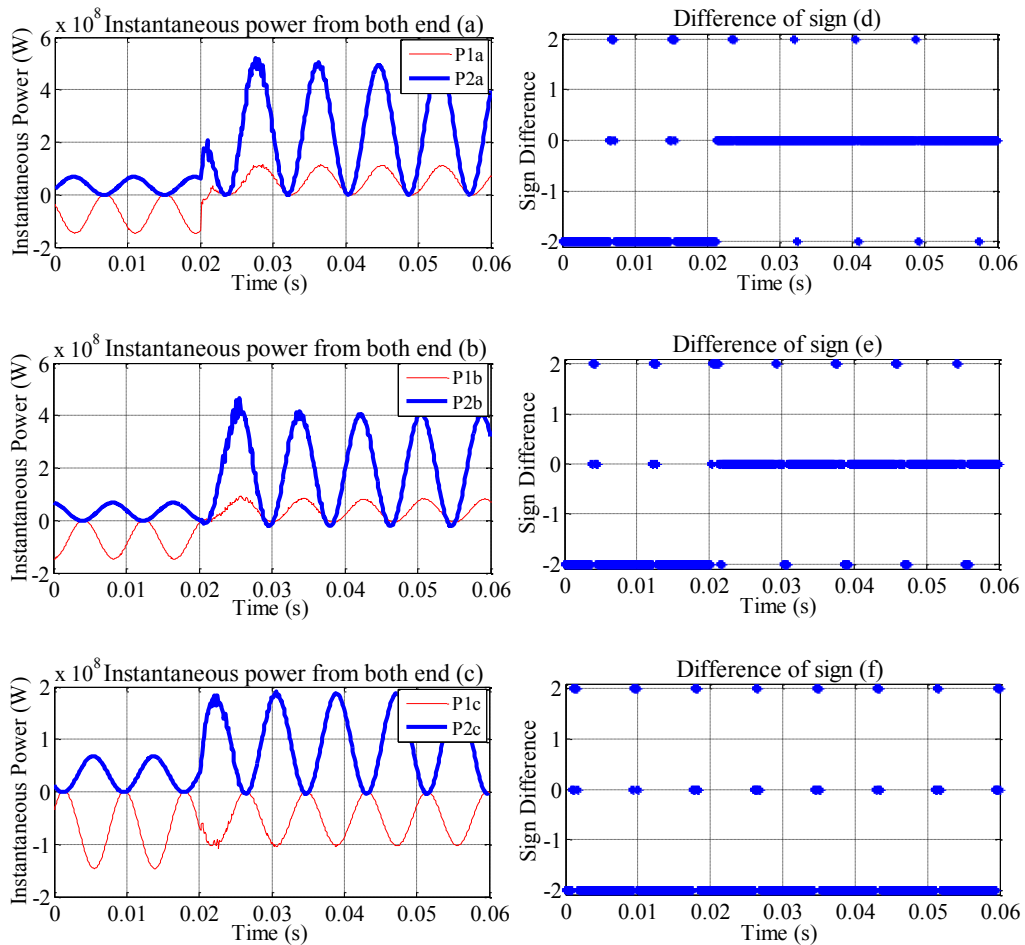 x 10^8 Instantaneous power from both end (a)
Instantaneous Power (W)
6
4
2
0
-2
0 0.01 0.02 0.03 0.04 0.05 0.06
Time (s)
P1a
P2a
Difference of sign (d)
Sign Difference
2
1
0
-1
-2
0 0.01 0.02 0.03 0.04 0.05 0.06
Time (s)
x 10^8 Instantaneous power from both end (b)
Instantaneous Power (W)
6
4
2
0
-2
0 0.01 0.02 0.03 0.04 0.05 0.06
Time (s)
P1b
P2b
Difference of sign (e)
Sign Difference
2
1
0
-1
-2
0 0.01 0.02 0.03 0.04 0.05 0.06
Time (s)
x 10^8 Instantaneous power from both end (c)
Instantaneous Power (W)
2
1
0
-1
-2
0 0.01 0.02 0.03 0.04 0.05 0.06
Time (s)
P1c
P2c
Difference of sign (f)
Sign Difference
2
1
0
-1
-2
0 0.01 0.02 0.03 0.04 0.05 0.06
Time (s)